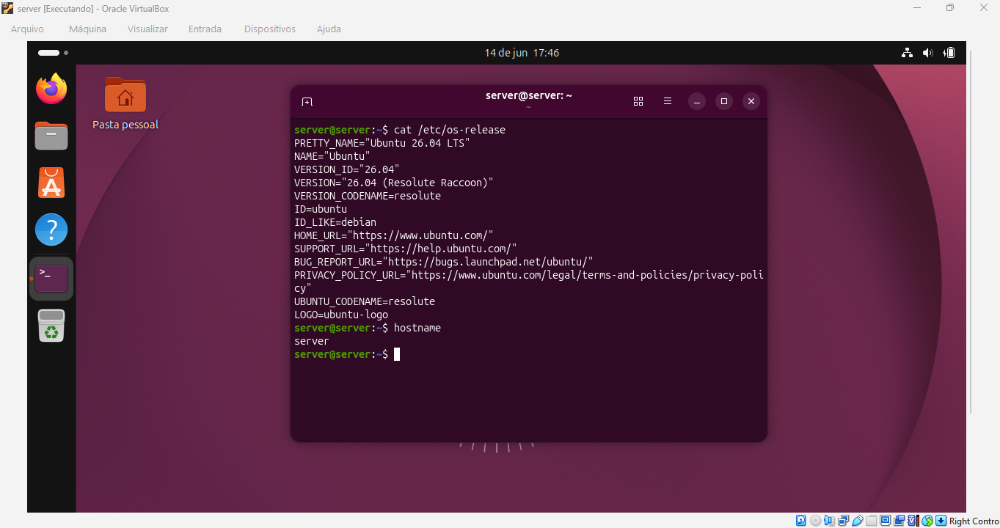 server [Executando] - Oracle VirtualBox
Arquivo Máquina Visualizar Entrada Dispositivos Ajuda
14 de jun 17:46
Pasta pessoal
server@server: ~
~
server@server:~$ cat /etc/os-release
PRETTY_NAME="Ubuntu 26.04 LTS"
NAME="Ubuntu"
VERSION_ID="26.04"
VERSION="26.04 (Resolute Raccoon)"
VERSION_CODENAME=resolute
ID=ubuntu
ID_LIKE=debian
HOME_URL="https://www.ubuntu.com/"
SUPPORT_URL="https://help.ubuntu.com/"
BUG_REPORT_URL="https://bugs.launchpad.net/ubuntu/"
PRIVACY_POLICY_URL="https://www.ubuntu.com/legal/terms-and-policies/privacy-poli
cy"
UBUNTU_CODENAME=resolute
LOGO=ubuntu-logo
server@server:~$ hostname
server
server@server:~$
Right Contro